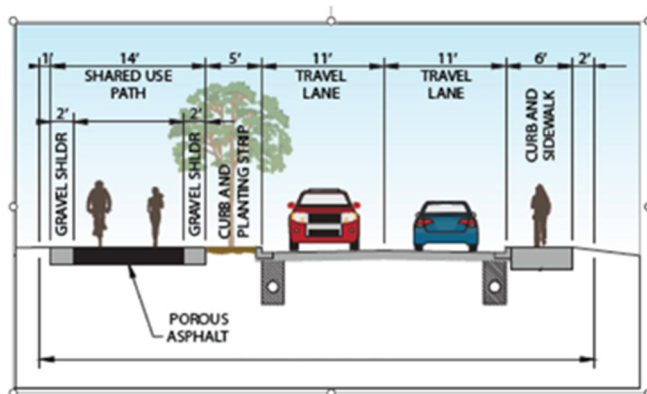 1' 14' 5' 11' 11' 6' 2'
SHARED USE
PATH
TRAVEL
LANE
TRAVEL
LANE
CURB AND
SIDEWALK
2' 2'
GRAVEL SHLDR
GRAVEL SHLDR
CURB AND
PLANTING STRIP
POROUS
ASPHALT